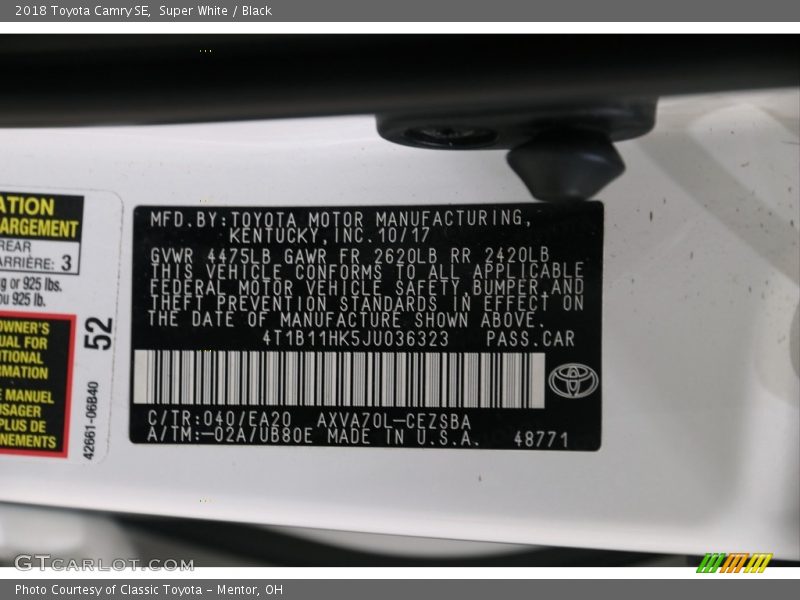 2018 Toyota Camry SE, Super White / Black
ATION
ARGEMENT
REAR
ARRIÈRE: 3
g or 925 lbs.
ou 925 lb.
OWNER'S
UAL FOR
ITIONAL
RMATION
E MANUEL
USAGER
PLUS DE
NEMENTS
52
42661-06B40
MFD.BY:TOYOTA MOTOR MANUFACTURING,
KENTUCKY,INC.10/17
GVWR 4475LB GAWR FR 2620LB RR 2420LB
THIS VEHICLE CONFORMS TO ALL APPLICABLE
FEDERAL MOTOR VEHICLE SAFETY,BUMPER,AND
THEFT PREVENTION STANDARDS IN EFFECT ON
THE DATE OF MANUFACTURE SHOWN ABOVE.
4T1B11HK5JU036323 PASS.CAR
C/TR:040/EA20 AXVA70L-CEZSBA
A/TM:-02A/UB80E MADE IN U.S.A. 48771
GTCARLOT.COM
Photo Courtesy of Classic Toyota - Mentor, OH